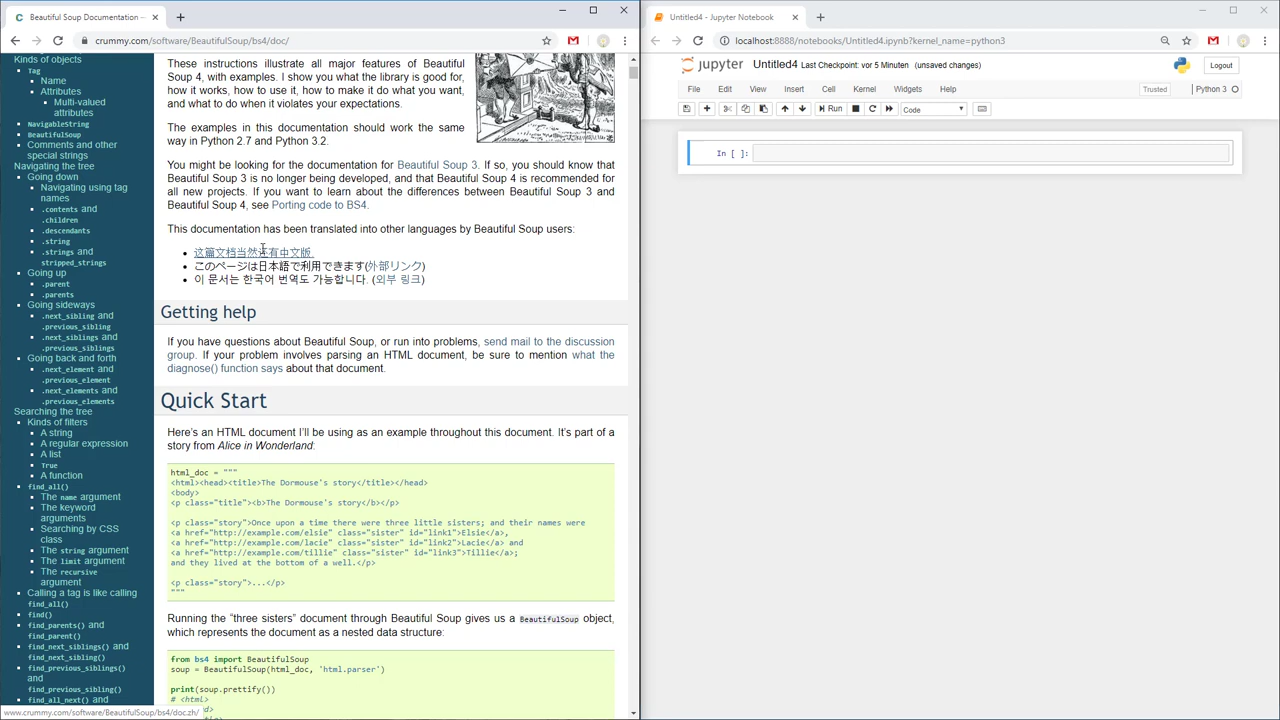 Beautiful Soup Documentation —
crummy.com/software/BeautifulSoup/bs4/doc/
Kinds of objects
Tag
Name
Attributes
Multi-valued
attributes
NavigableString
BeautifulSoup
Comments and other
special strings
Navigating the tree
Going down
Navigating using tag
names
.contents and
.children
.descendants
.string
.strings and
stripped_strings
Going up
.parent
.parents
Going sideways
.next_sibling and
.previous_sibling
.next_siblings and
.previous_siblings
Going back and forth
.next_element and
.previous_element
.next_elements and
.previous_elements
Searching the tree
Kinds of filters
A string
A regular expression
A list
True
A function
find_all()
The name argument
The keyword
arguments
Searching by CSS
class
The string argument
The limit argument
The recursive
argument
Calling a tag is like calling
find_all()
find()
find_parents() and
find_parent()
find_next_siblings() and
find_next_sibling()
find_previous_siblings()
and
find_previous_sibling()
find_all_next() and
These instructions illustrate all major features of Beautiful
Soup 4, with examples. I show you what the library is good for,
how it works, how to use it, how to make it do what you want,
and what to do when it violates your expectations.
The examples in this documentation should work the same
way in Python 2.7 and Python 3.2.
You might be looking for the documentation for Beautiful Soup 3. If so, you should know that
Beautiful Soup 3 is no longer being developed, and that Beautiful Soup 4 is recommended for
all new projects. If you want to learn about the differences between Beautiful Soup 3 and
Beautiful Soup 4, see Porting code to BS4.
This documentation has been translated into other languages by Beautiful Soup users:
这篇文档当然还有中文版.
このページは日本語で利用できます(外部リンク)
이 문서는 한국어 번역도 가능합니다. (외부 링크)
Getting help
If you have questions about Beautiful Soup, or run into problems, send mail to the discussion
group. If your problem involves parsing an HTML document, be sure to mention what the
diagnose() function says about that document.
Quick Start
Here's an HTML document I'll be using as an example throughout this document. It's part of a
story from Alice in Wonderland:
html_doc = """
<html><head><title>The Dormouse's story</title></head>
<body>
<p class="title"><b>The Dormouse's story</b></p>
<p class="story">Once upon a time there were three little sisters; and their names were
<a href="http://example.com/elsie" class="sister" id="link1">Elsie</a>,
<a href="http://example.com/lacie" class="sister" id="link2">Lacie</a> and
<a href="http://example.com/tillie" class="sister" id="link3">Tillie</a>;
and they lived at the bottom of a well.</p>
<p class="story">...</p>
"""
Running the “three sisters” document through Beautiful Soup gives us a BeautifulSoup object,
which represents the document as a nested data structure:
from bs4 import BeautifulSoup
soup = BeautifulSoup(html_doc, 'html.parser')
print(soup.prettify())
# <html>
www.crummy.com/software/BeautifulSoup/bs4/doc.zh/
Untitled4 - Jupyter Notebook
localhost:8888/notebooks/Untitled4.ipynb?kernel_name=python3
jupyter Untitled4 Last Checkpoint: vor 5 Minuten (unsaved changes)
Logout
File Edit View Insert Cell Kernel Widgets Help
Trusted
Python 3
Run
Code
In [ ]: